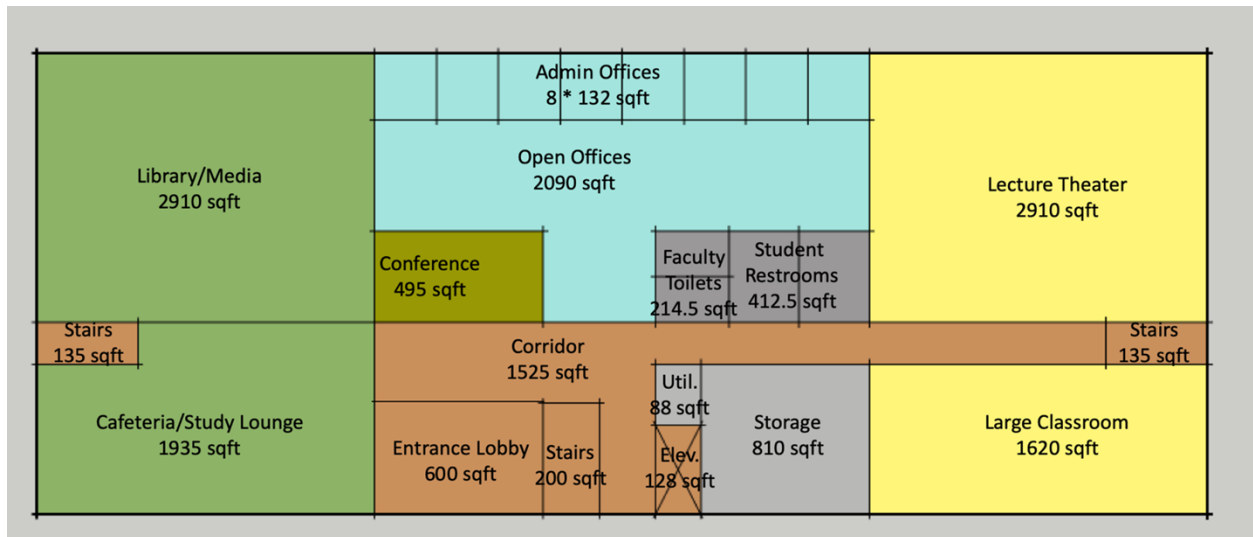 Admin Offices
8 * 132 sqft
Open Offices
2090 sqft
Library/Media
2910 sqft
Lecture Theater
2910 sqft
Conference
495 sqft
Faculty
Toilets
214.5 sqft
Student
Restrooms
412.5 sqft
Stairs
135 sqft
Corridor
1525 sqft
Stairs
135 sqft
Util.
88 sqft
Cafeteria/Study Lounge
1935 sqft
Entrance Lobby
600 sqft
Stairs
200 sqft
Elev.
128 sqft
Storage
810 sqft
Large Classroom
1620 sqft